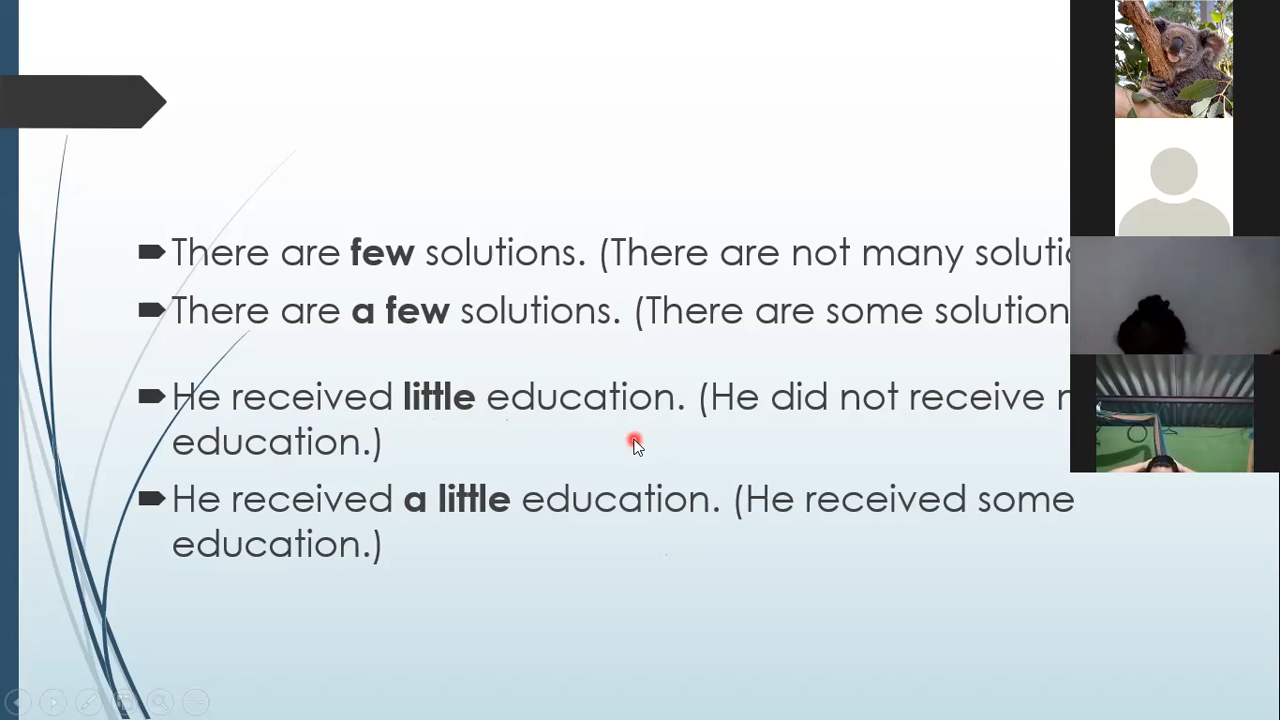 There are few solutions. (There are not many
There are a few solutions. (There are some solution
He received little education. (He did not receive
education.)
He received a little education. (He received some
education.)